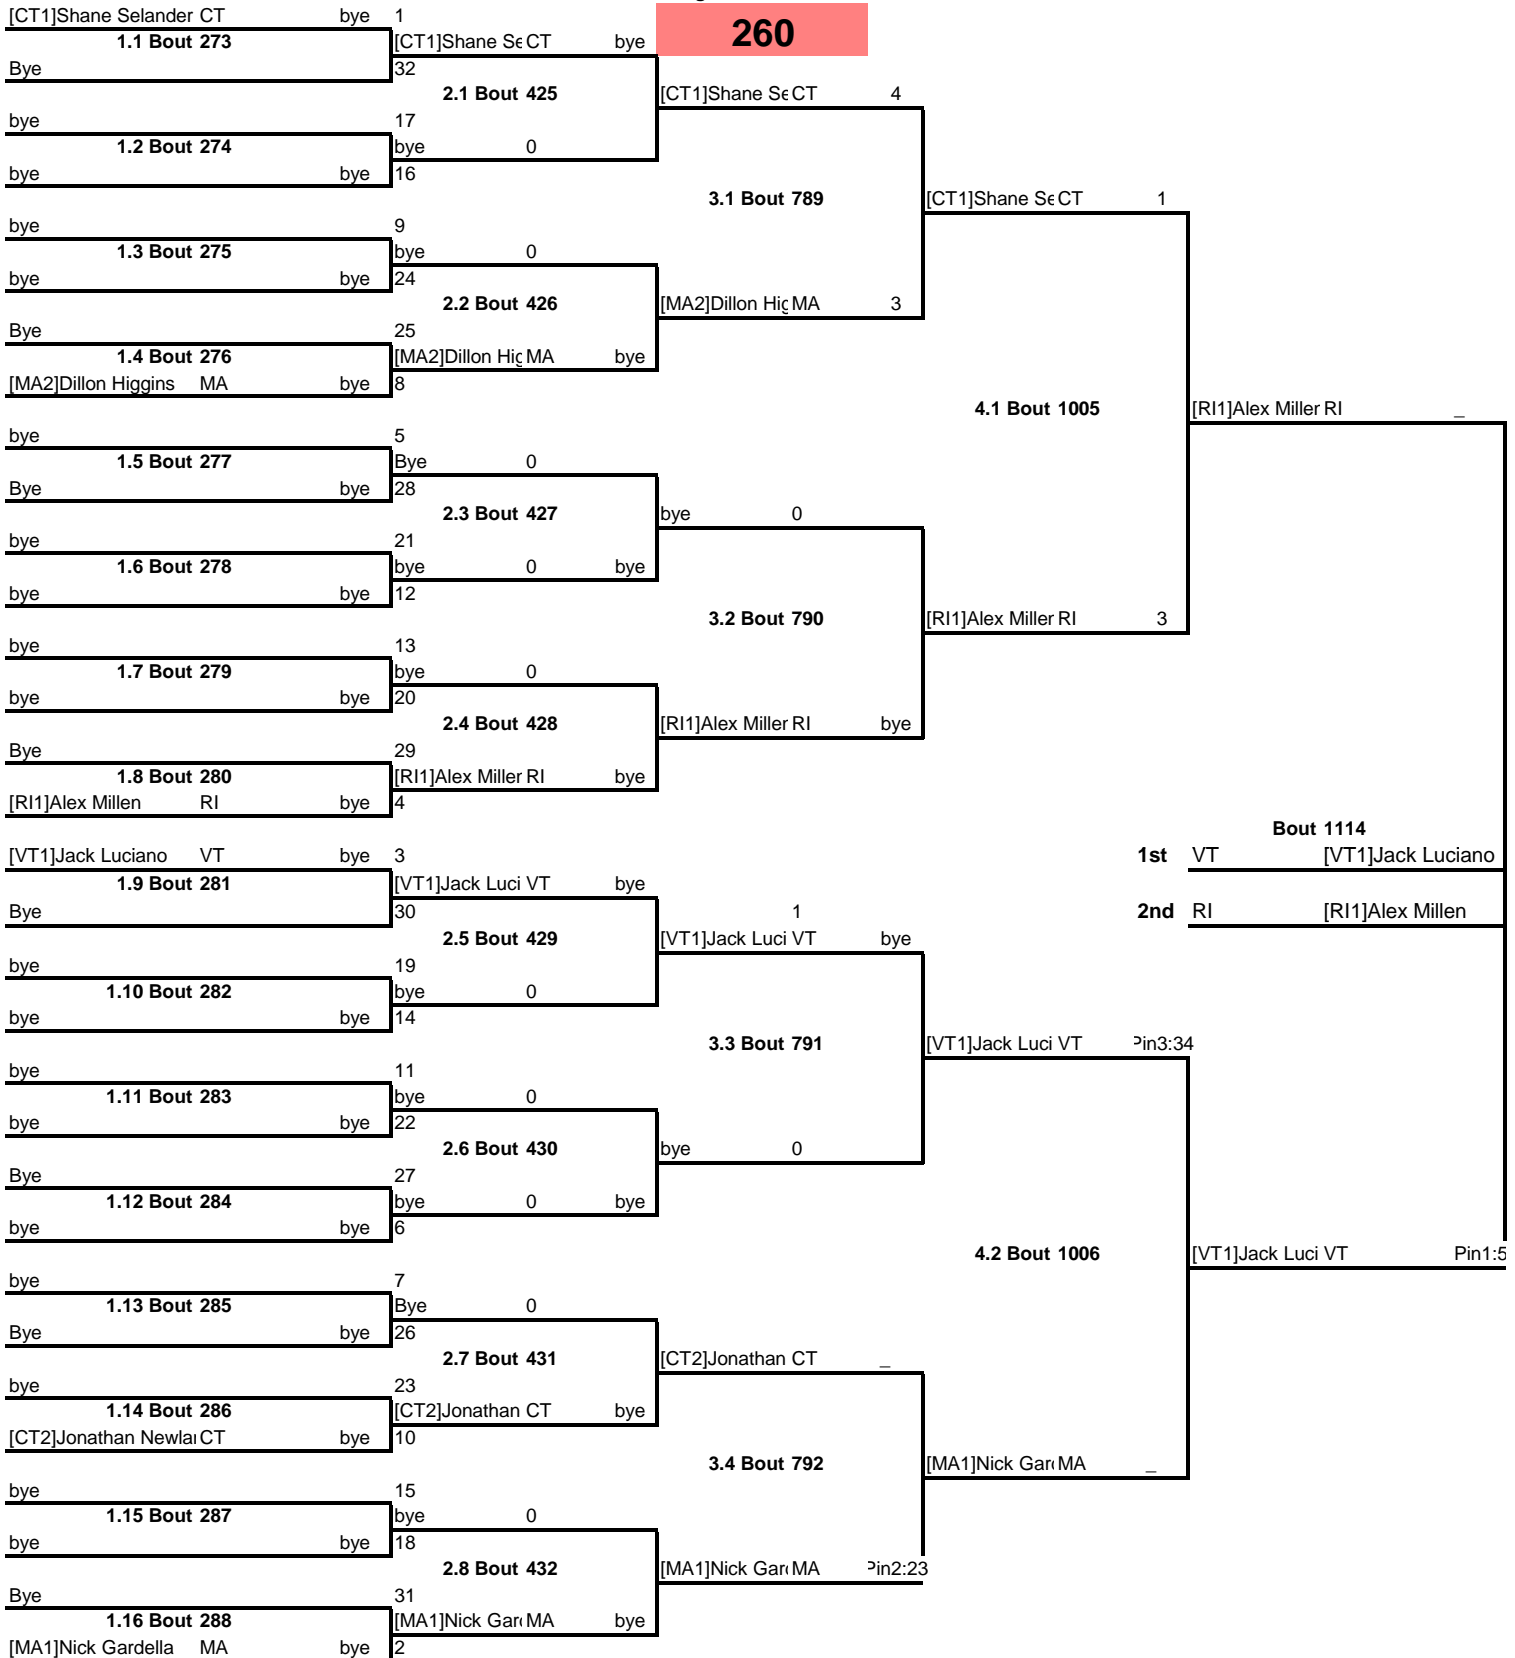 [CT1]Shane Selander CT bye 1
260
1.1 Bout 273
[CT1]Shane Se CT bye
Bye 32
2.1 Bout 425
[CT1]Shane Se CT 4
bye 17
1.2 Bout 274
bye 0
bye bye 16
3.1 Bout 789
[CT1]Shane Se CT 1
bye 9
1.3 Bout 275
bye 0
bye bye 24
2.2 Bout 426
[MA2]Dillon Hig MA 3
Bye 25
1.4 Bout 276
[MA2]Dillon Hig MA bye
[MA2]Dillon Higgins MA bye 8
4.1 Bout 1005
[RI1]Alex Miller RI _
bye 5
1.5 Bout 277
Bye 0
Bye bye 28
2.3 Bout 427
bye 0
bye 21
1.6 Bout 278
bye 0 bye
bye bye 12
3.2 Bout 790
[RI1]Alex Miller RI 3
bye 13
1.7 Bout 279
bye 0
bye bye 20
2.4 Bout 428
[RI1]Alex Miller RI bye
Bye 29
1.8 Bout 280
[RI1]Alex Miller RI bye
[RI1]Alex Millen RI bye 4
Bout 1114
[VT1]Jack Luciano VT bye 3
1st VT [VT1]Jack Luciano
1.9 Bout 281
[VT1]Jack Luci VT bye
Bye 30
1
2nd RI [RI1]Alex Millen
2.5 Bout 429
[VT1]Jack Luci VT bye
bye 19
1.10 Bout 282
bye 0
bye bye 14
3.3 Bout 791
[VT1]Jack Luci VT Pin3:34
bye 11
1.11 Bout 283
bye 0
bye bye 22
2.6 Bout 430
bye 0
Bye 27
1.12 Bout 284
bye 0 bye
bye bye 6
4.2 Bout 1006
[VT1]Jack Luci VT Pin1:5
bye 7
1.13 Bout 285
Bye 0
Bye bye 26
2.7 Bout 431
[CT2]Jonathan CT _
bye 23
1.14 Bout 286
[CT2]Jonathan CT bye
[CT2]Jonathan Newlan CT bye 10
3.4 Bout 792
[MA1]Nick Gar MA _
bye 15
1.15 Bout 287
bye 0
bye bye 18
2.8 Bout 432
[MA1]Nick Gar MA Pin2:23
Bye 31
1.16 Bout 288
[MA1]Nick Gar MA bye
[MA1]Nick Gardella MA bye 2